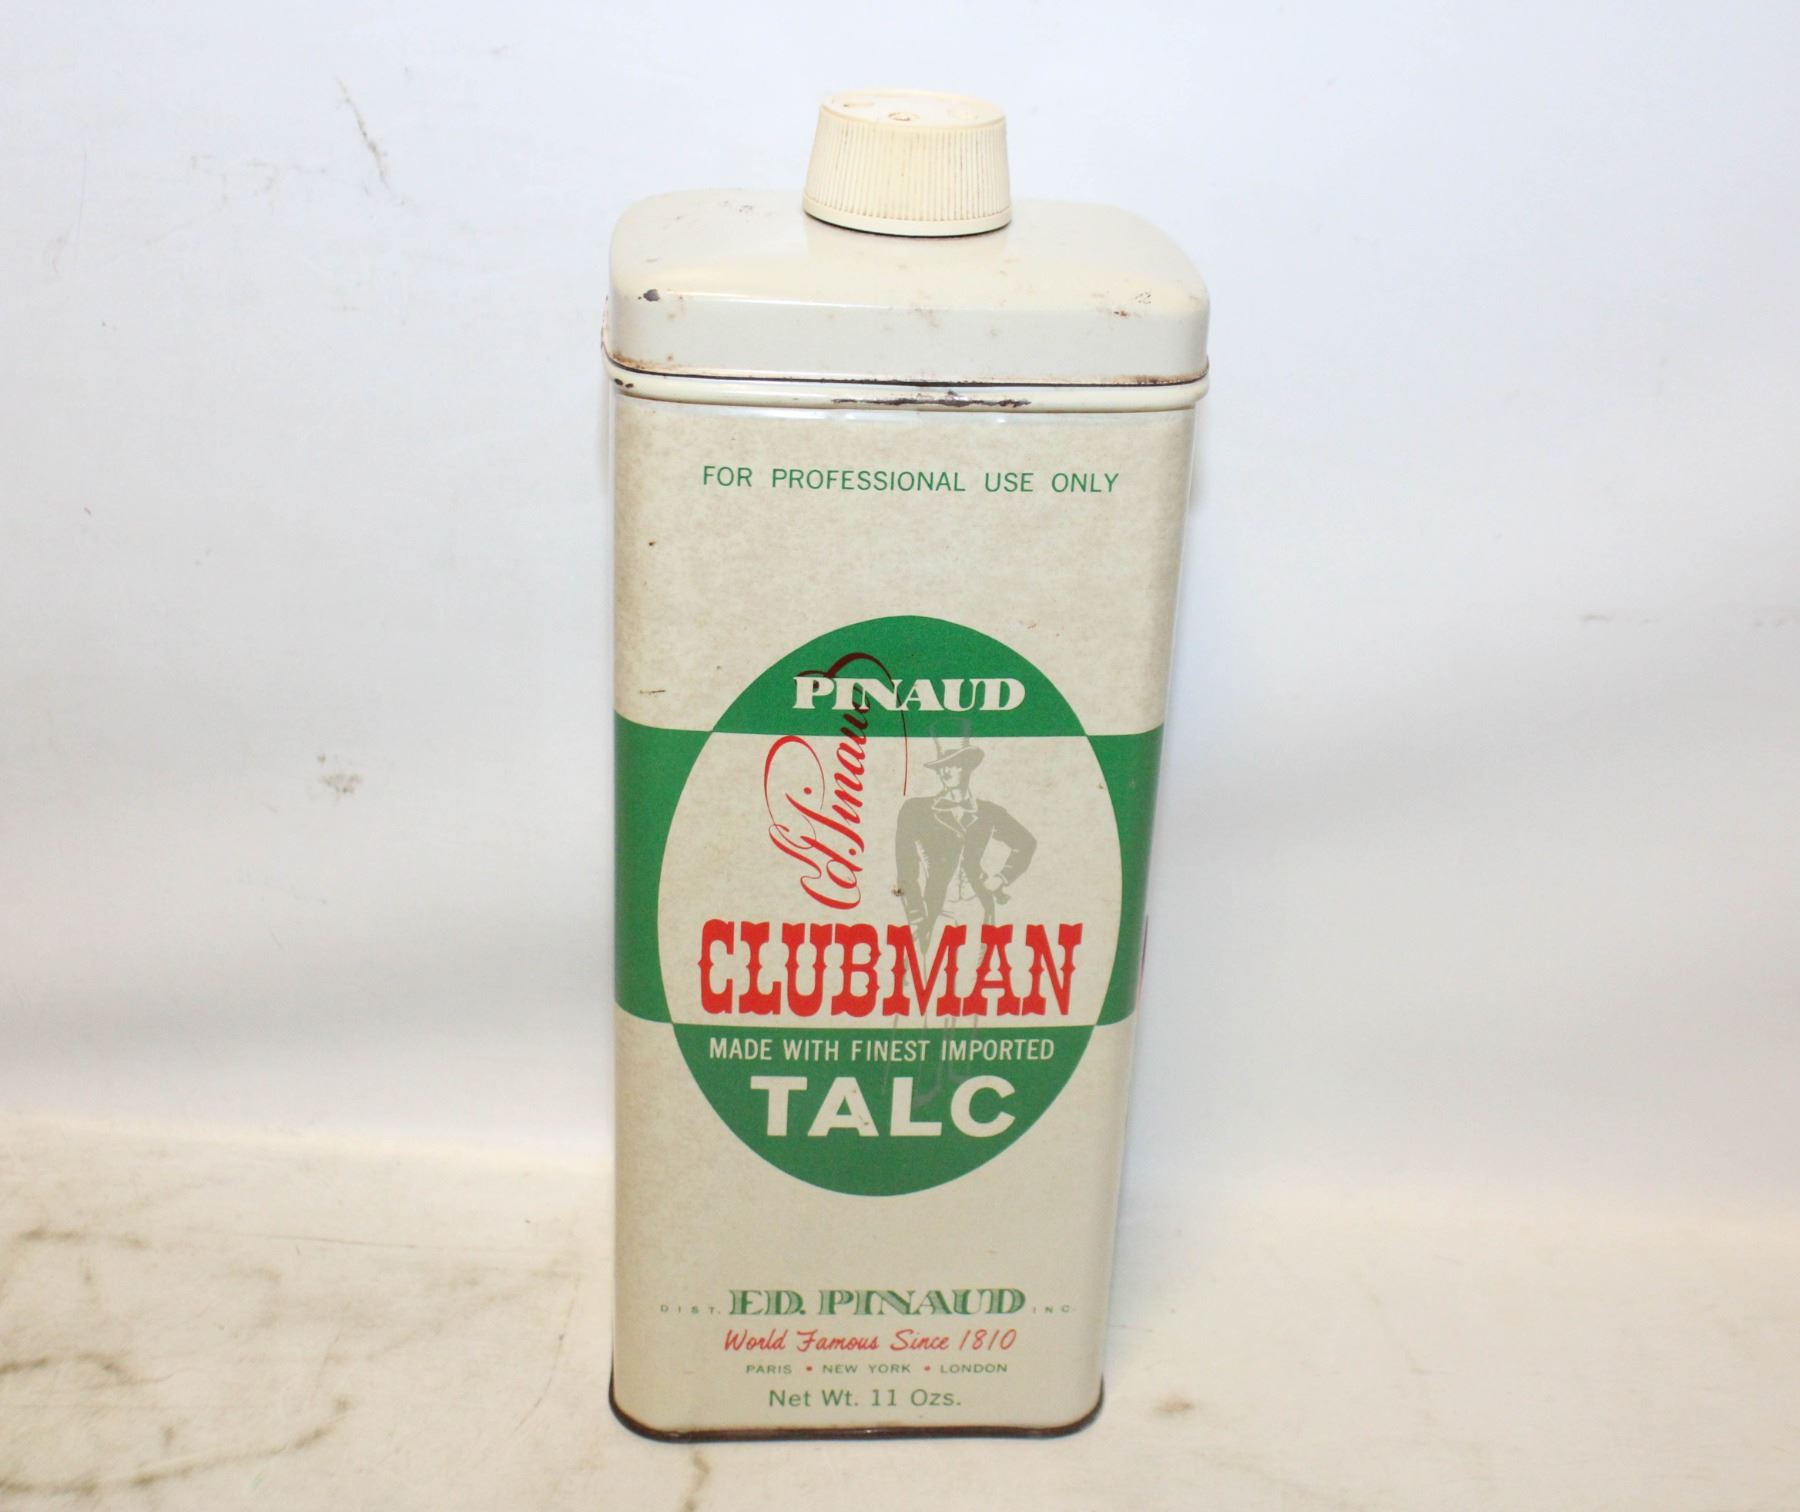 FOR PROFESSIONAL USE ONLY
PINAUD
Ed. Pinaud
CLUBMAN
MADE WITH FINEST IMPORTED
TALC
DIST. ED. PINAUD INC.
World Famous Since 1810
PARIS • NEW YORK • LONDON
Net Wt. 11 Ozs.